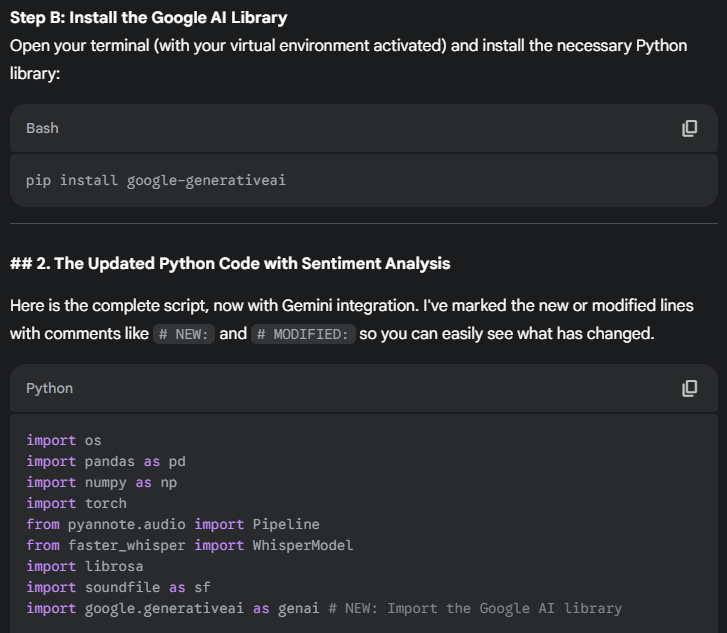 Step B: Install the Google AI Library
Open your terminal (with your virtual environment activated) and install the necessary Python
library:
Bash
pip install google-generativeai
## 2. The Updated Python Code with Sentiment Analysis
Here is the complete script, now with Gemini integration. I've marked the new or modified lines
with comments like # NEW: and # MODIFIED: so you can easily see what has changed.
Python
import os
import pandas as pd
import numpy as np
import torch
from pyannote.audio import Pipeline
from faster_whisper import WhisperModel
import librosa
import soundfile as sf
import google.generativeai as genai # NEW: Import the Google AI library